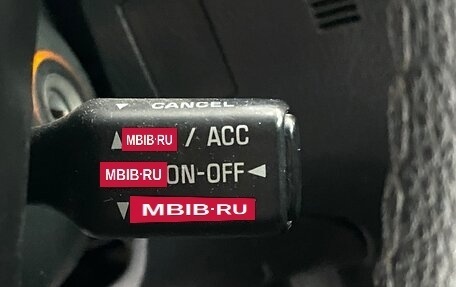 CANCEL
MBIB·RU / ACC
MBIB·RU ON-OFF
MBIB·RU